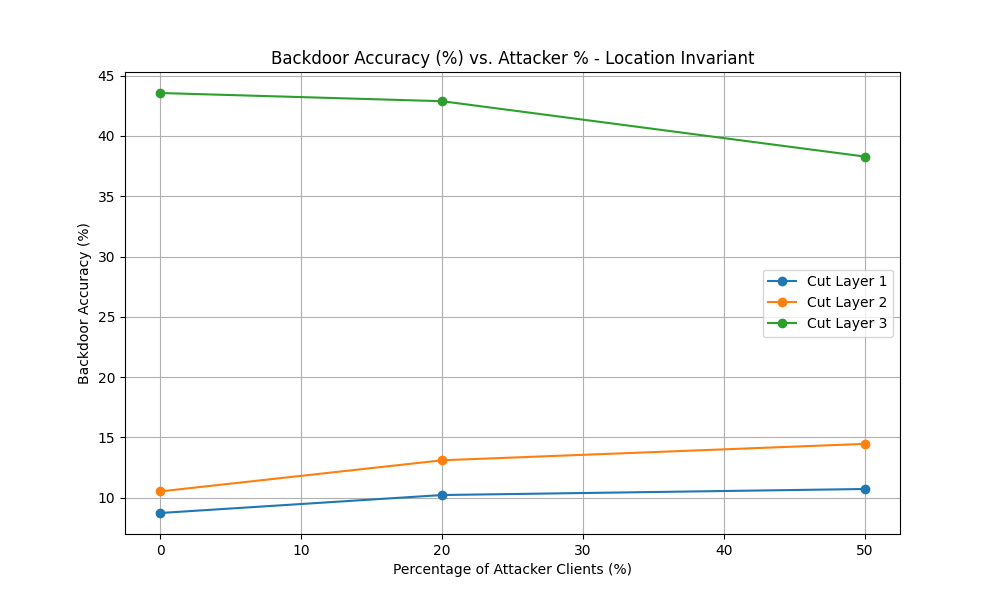 Backdoor Accuracy (%) vs. Attacker % - Location Invariant
Backdoor Accuracy (%)
45
40
35
30
25
20
15
10
Cut Layer 1
Cut Layer 2
Cut Layer 3
0 10 20 30 40 50
Percentage of Attacker Clients (%)